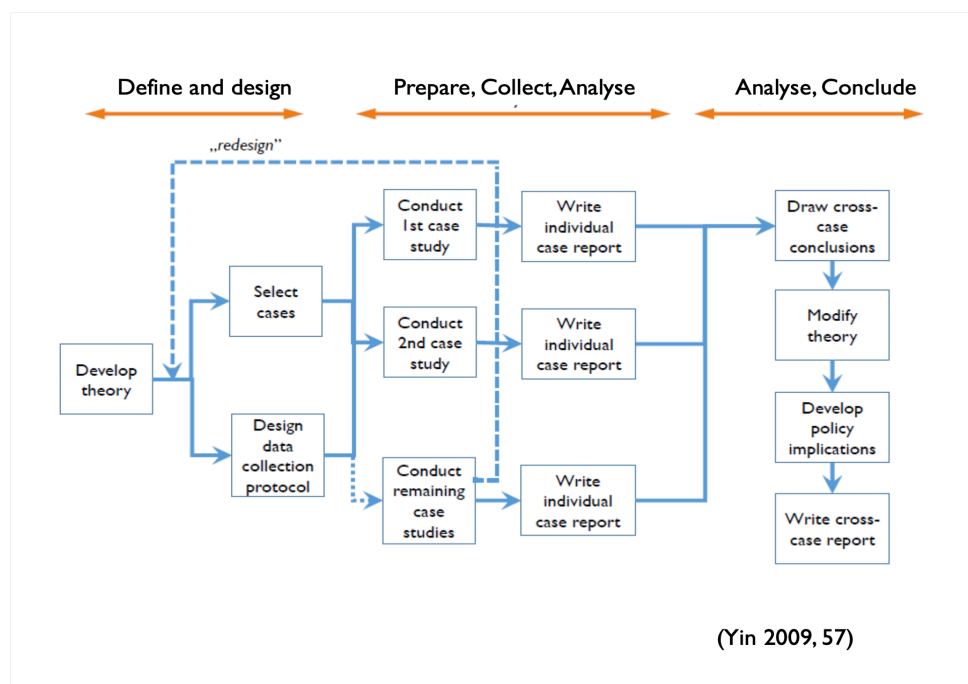 Define and design
Prepare, Collect, Analyse
Analyse, Conclude
„redesign”
Develop
theory
Select
cases
Design
data
collection
protocol
Conduct
1st case
study
Conduct
2nd case
study
Conduct
remaining
case
studies
Write
individual
case report
Write
individual
case report
Write
individual
case report
Draw cross-
case
conclusions
Modify
theory
Develop
policy
implications
Write cross-
case report
(Yin 2009, 57)